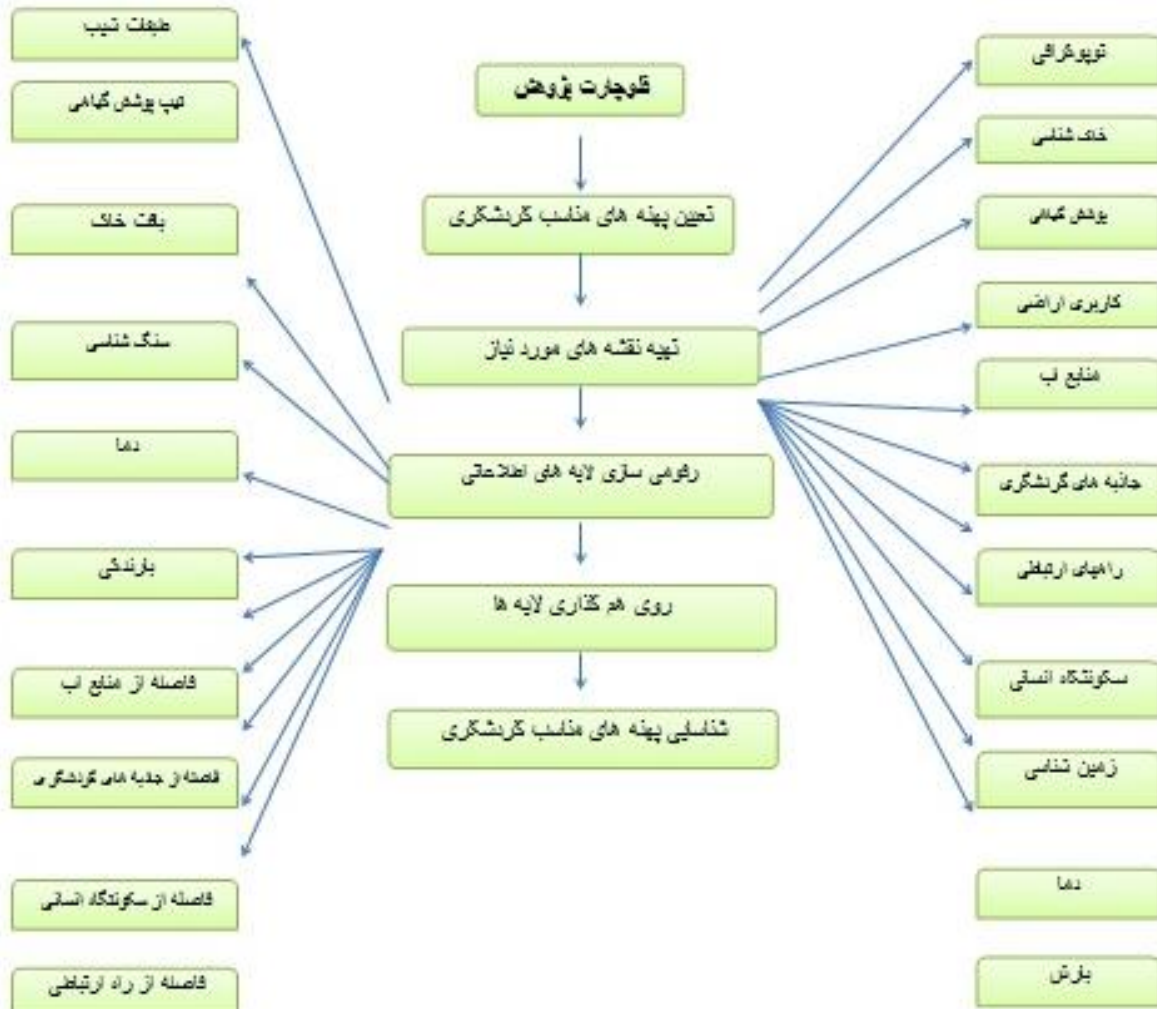 فلوچارت پژوهش
تعیین پهنه های مناسب گردشگری
تهیه نقشه های مورد نیاز
رقومی سازی لایه های اطلاعاتی
روی هم گذاری لایه ها
شناسایی پهنه های مناسب گردشگری
توپوگرافی
خاک شناسی
پوشش گیاهی
کاربری اراضی
منابع اب
جاذبه های گردشگری
راههای ارتباطی
سکونتگاه انسانی
زمین شناسی
دما
بارش
طبقات شیب
تیپ پوشش گیاهی
بافت خاک
سنگ شناسی
دما
بارندگی
فاصله از منابع اب
فاصله از جاذبه های گردشگری
فاصله از سکونتگاه انسانی
فاصله از راه ارتباطی